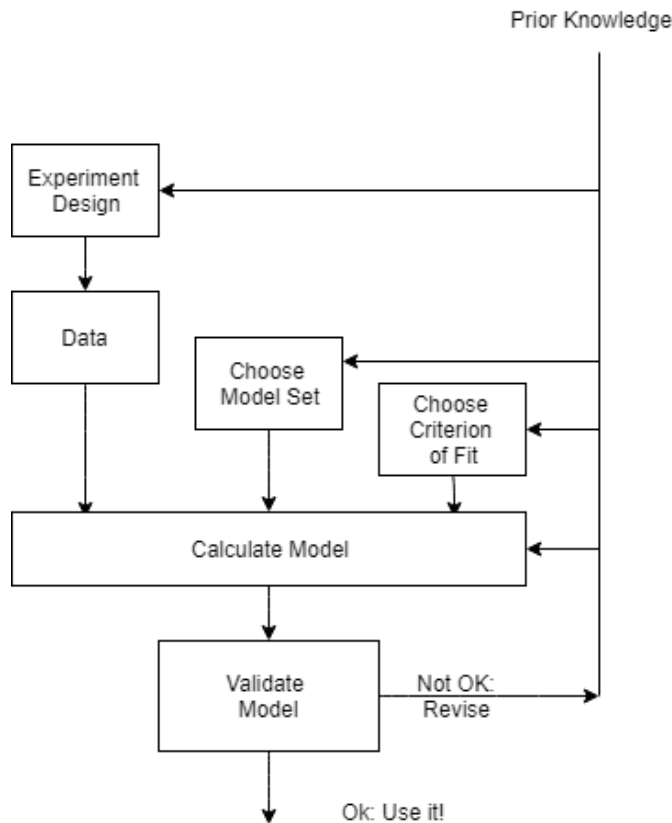 Prior Knowledge
Experiment
Design
Data
Choose
Model Set
Choose
Criterion
of Fit
Calculate Model
Validate
Model
Not OK:
Revise
Ok: Use it!